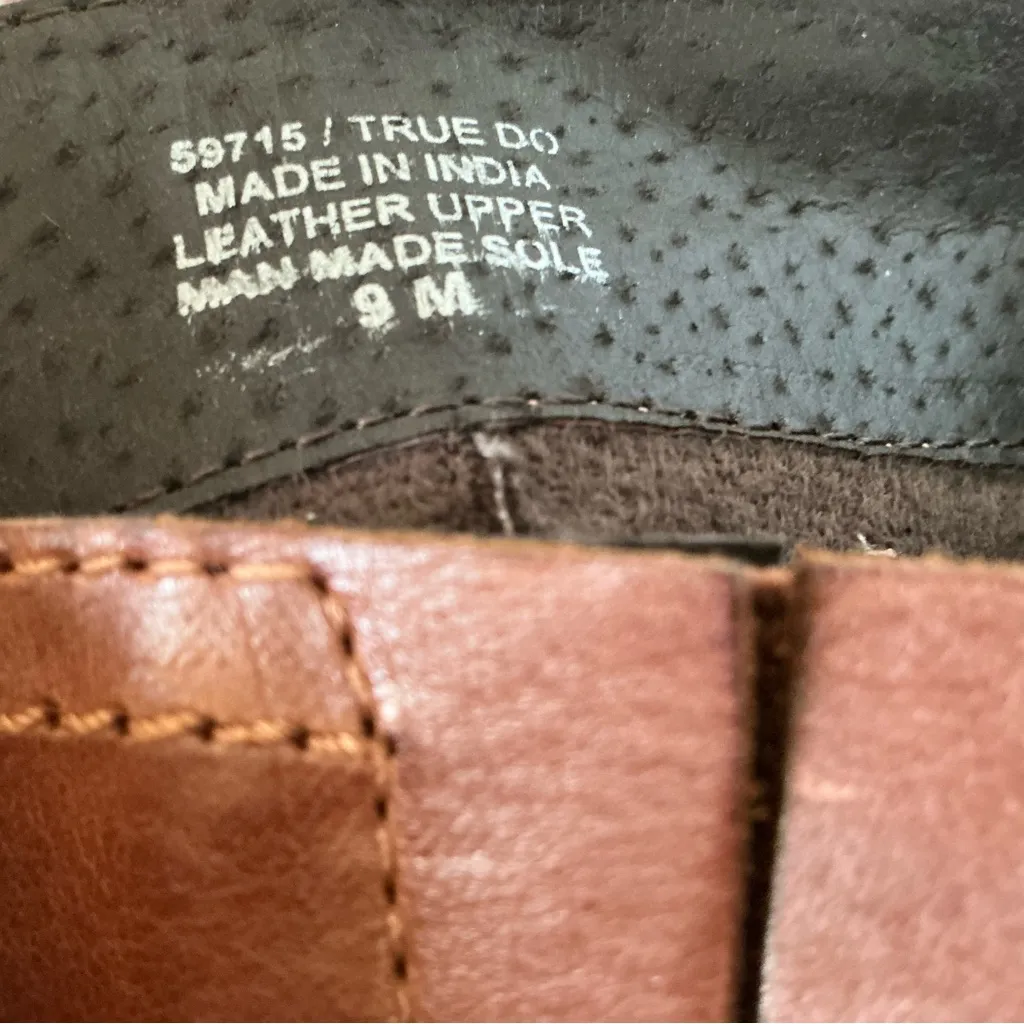 59715 / TRUE DO
MADE IN INDIA
LEATHER UPPER
MAN MADE SOLE
9 M